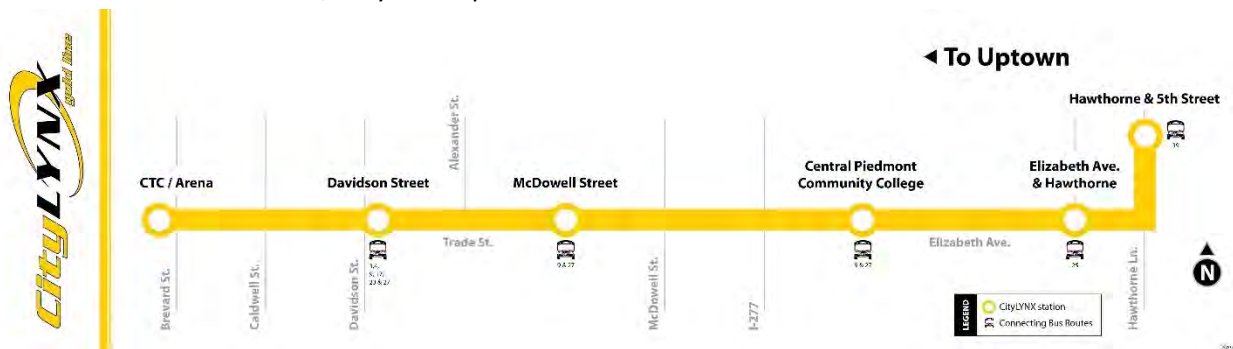 CityLYNX
gold line
◄ To Uptown
Hawthorne & 5th Street
CTC / Arena
Davidson Street
Alexander St.
McDowell Street
Central Piedmont
Community College
Elizabeth Ave.
& Hawthorne
Trade St.
Elizabeth Ave.
9 & 27
Brevard St.
Caldwell St.
Davidson St.
McDowell St.
I-277
Hawthorne Ln.
LEGEND
CityLYNX station
Connecting Bus Routes
N